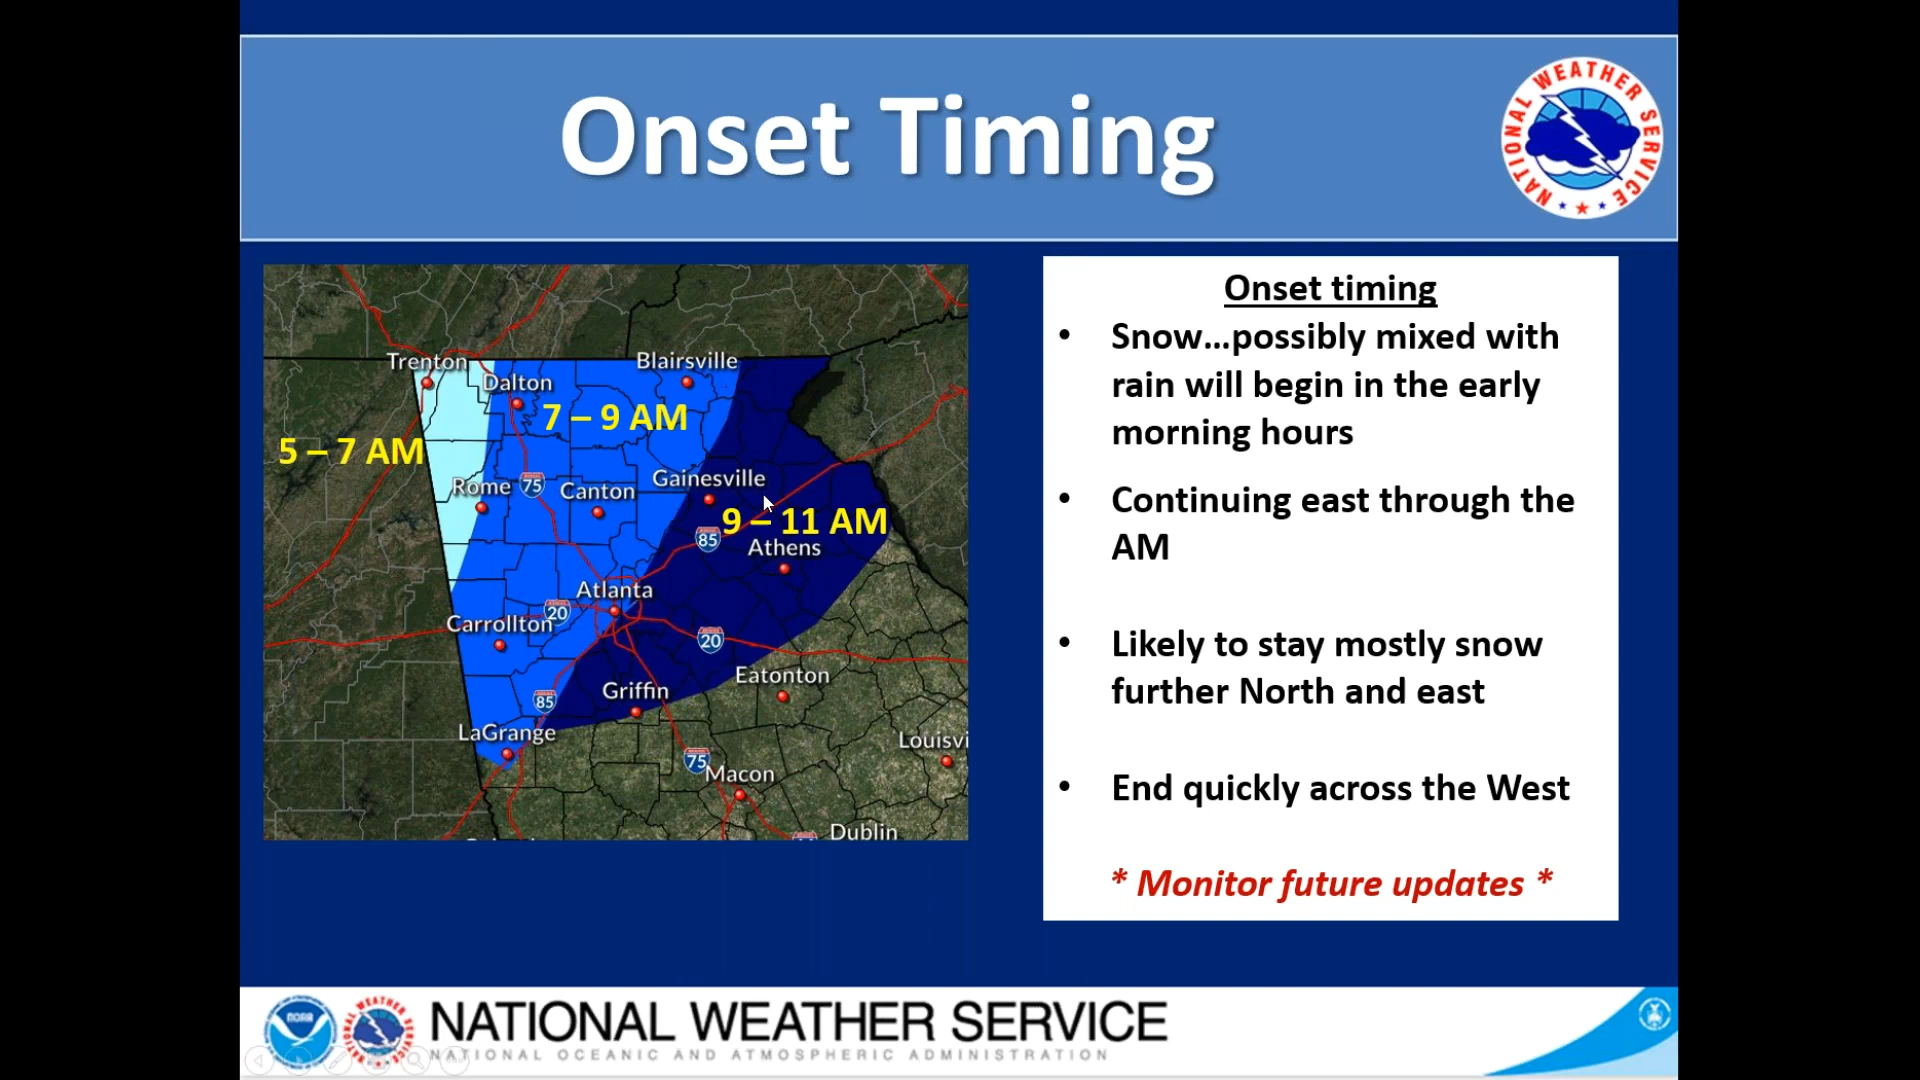 Onset Timing
NATIONAL WEATHER SERVICE
Trenton
Dalton
Blairsville
7 – 9 AM
5 – 7 AM
Rome
75
Canton
Gainesville
9 – 11 AM
85
Athens
Atlanta
20
Carrollton
20
Eatonton
Griffin
85
LaGrange
Louisvi
75
Macon
Dublin
Onset timing
• Snow...possibly mixed with
rain will begin in the early
morning hours
• Continuing east through the
AM
• Likely to stay mostly snow
further North and east
• End quickly across the West
* Monitor future updates *
NOAA
NATIONAL WEATHER SERVICE
NATIONAL OCEANIC AND ATMOSPHERIC ADMINISTRATION